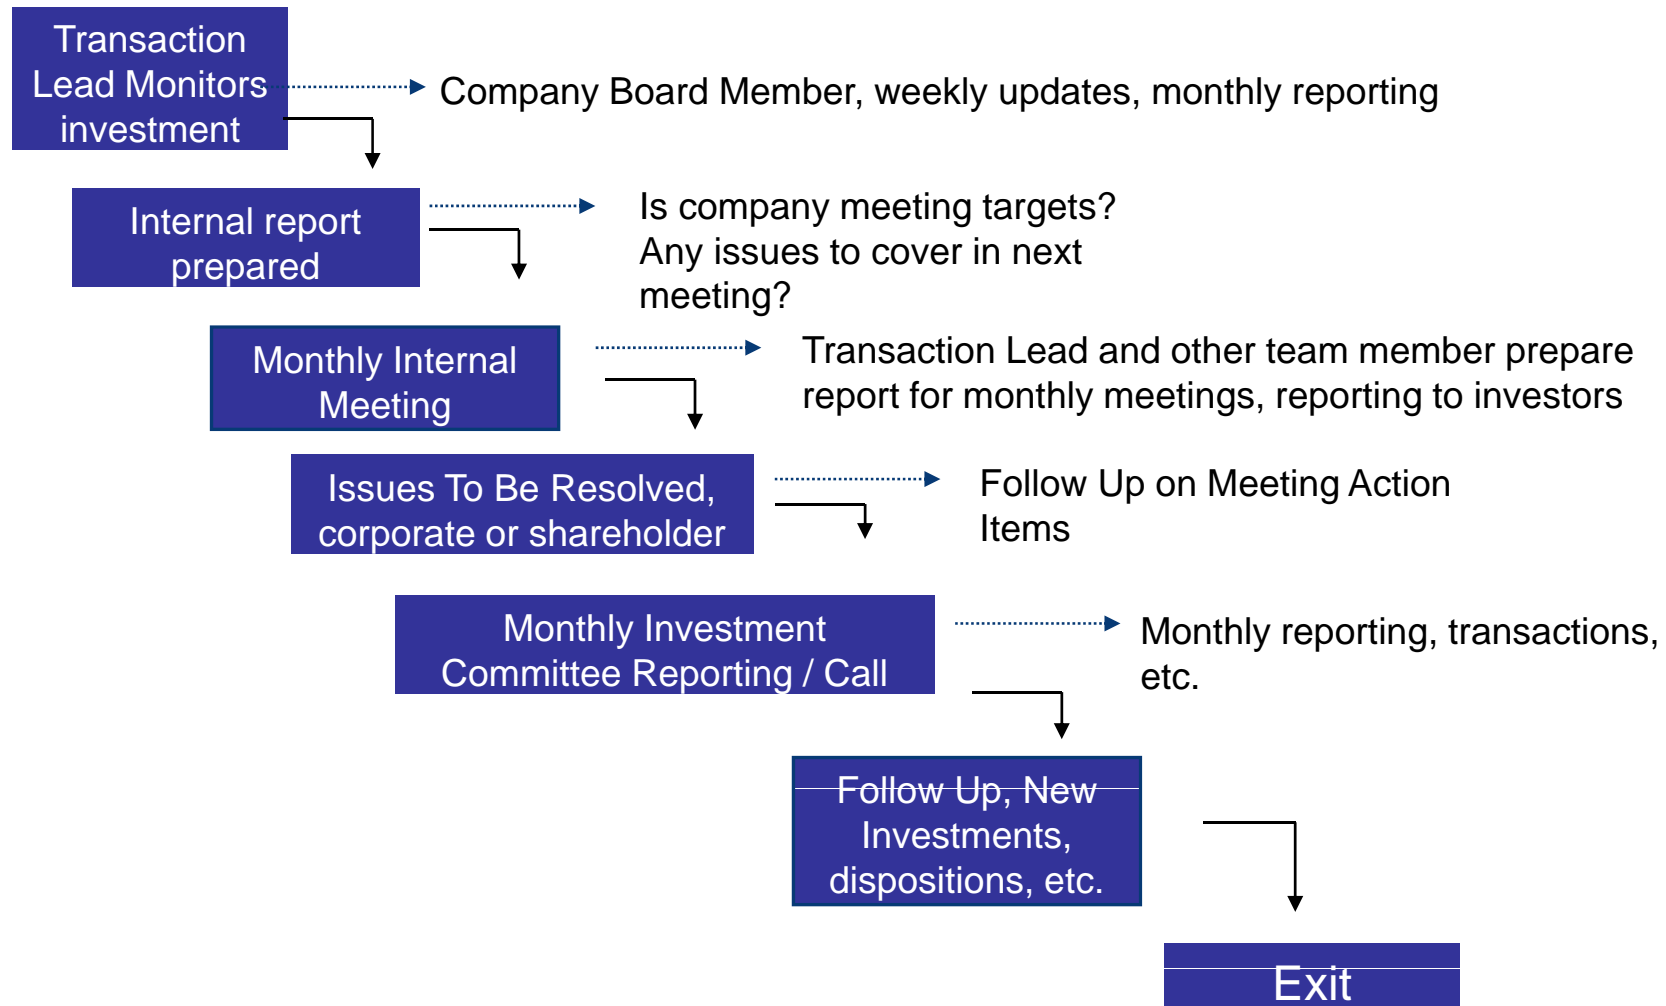 Transaction
Lead Monitors
investment
Company Board Member, weekly updates, monthly reporting
Internal report
prepared
Is company meeting targets?
Any issues to cover in next
meeting?
Monthly Internal
Meeting
Transaction Lead and other team member prepare
report for monthly meetings, reporting to investors
Issues To Be Resolved,
corporate or shareholder
Follow Up on Meeting Action
Items
Monthly Investment
Committee Reporting / Call
Monthly reporting, transactions,
etc.
Follow Up, New
Investments,
dispositions, etc.
Exit